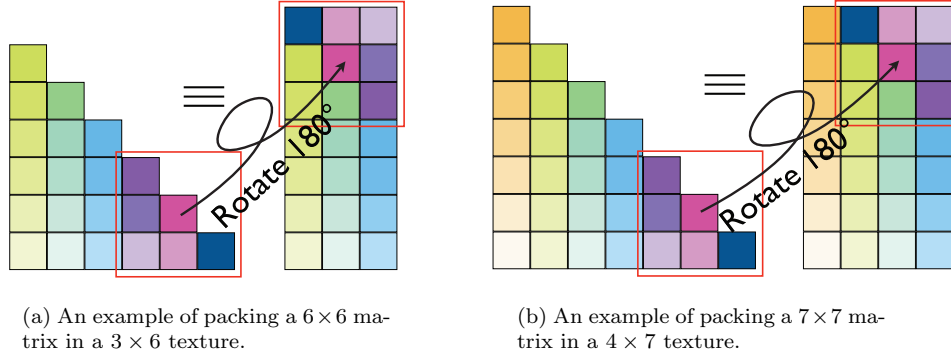 Rotate 180°
Rotate 180°
(a) An example of packing a 6 × 6 ma-
trix in a 3 × 6 texture.
(b) An example of packing a 7 × 7 ma-
trix in a 4 × 7 texture.